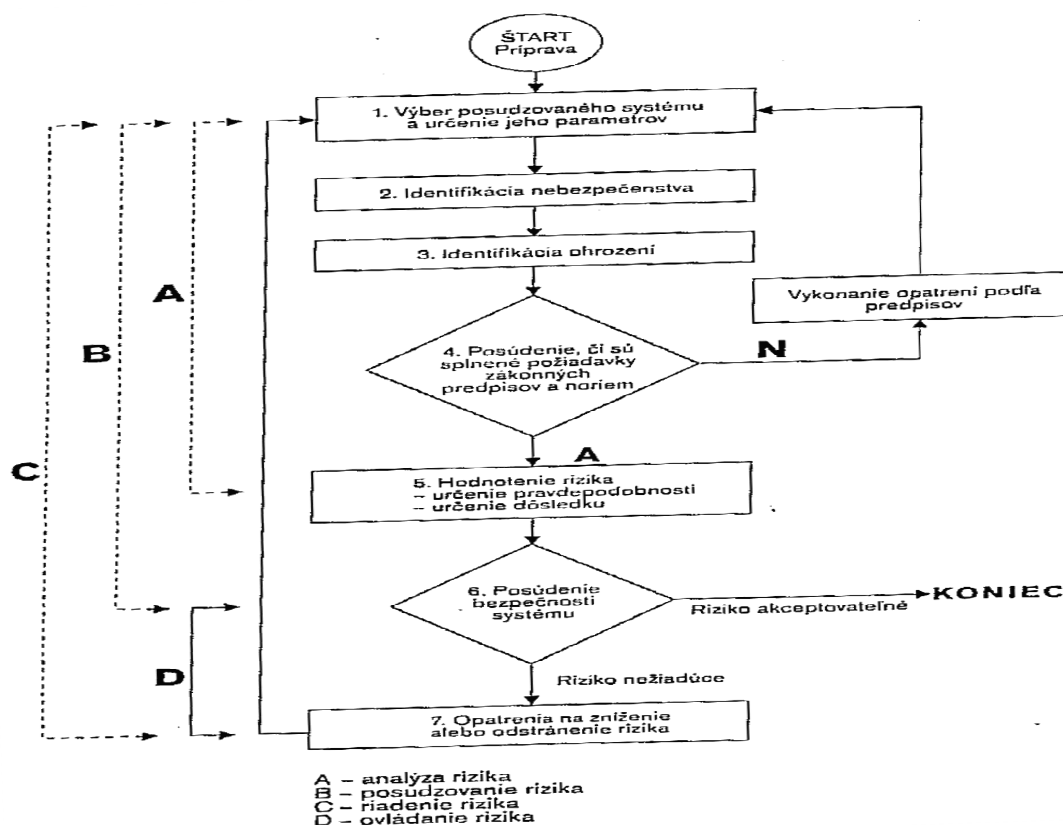 ŠTART
Príprava
1. Výber posudzovaného systému
a určenie jeho parametrov
2. Identifikácia nebezpečenstva
3. Identifikácia ohrození
Vykonanie opatrení podľa
predpisov
4. Posúdenie, či sú
splnené požiadavky
zákonných
predpisov a noriem
N
A
5. Hodnotenie rizika
– určenie pravdepodobnosti
– určenie dôsledku
6. Posúdenie
bezpečnosti
systému
Riziko akceptovateľné
KONIEC
Riziko nežiadúce
7. Opatrenia na zníženie
alebo odstránenie rizika
A
B
C
D
A – analýza rizika
B – posudzovanie rizika
C – riadenie rizika
D – ovládanie rizika